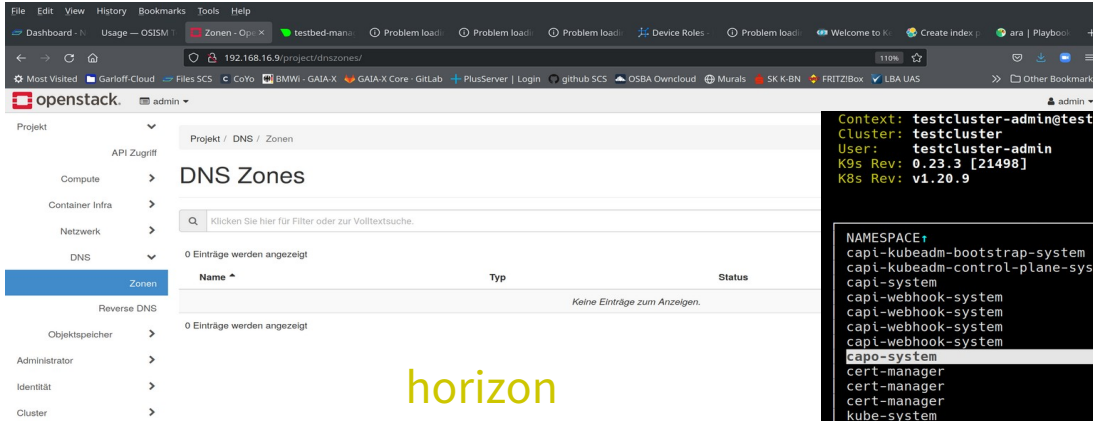 File Edit View History Bookmarks Tools Help
Dashboard - N Usage — OSISM T Zonen - Ope × testbed-mana Problem loadi Problem loadi Problem loadi Device Roles - Problem loadi Welcome to K Create index p ara | Playbook +
192.168.16.9/project/dnszones/ 110%
Most Visited Garloff-Cloud Files SCS CoYo BMWi - GAIA-X GAIA-X Core · GitLab PlusServer | Login github SCS OSBA Owncloud Murals SK K-BN FRITZ!Box LBA UAS >> Other Bookmark
openstack. admin admin
Projekt
API Zugriff
Compute
Container Infra
Netzwerk
DNS
Zonen
Reverse DNS
Objektspeicher
Administrator
Identität
Cluster
Projekt / DNS / Zonen
DNS Zones
Klicken Sie hier für Filter oder zur Volltextsuche.
0 Einträge werden angezeigt
Name Typ Status
Keine Einträge zum Anzeigen.
0 Einträge werden angezeigt
horizon
Context: testcluster-admin@test
Cluster: testcluster
User: testcluster-admin
K9s Rev: 0.23.3 [21498]
K8s Rev: v1.20.9
NAMESPACE↑
capi-kubeadm-bootstrap-system
capi-kubeadm-control-plane-sys
capi-system
capi-webhook-system
capi-webhook-system
capi-webhook-system
capi-webhook-system
capo-system
cert-manager
cert-manager
cert-manager
kube-system